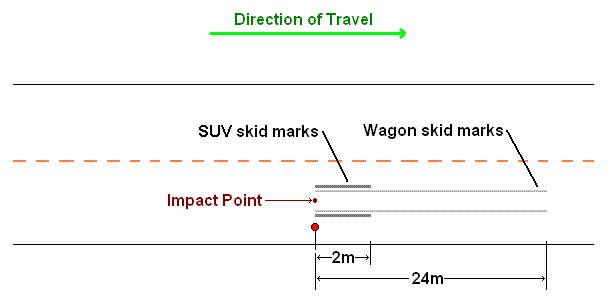 Direction of Travel
SUV skid marks
Wagon skid marks
Impact Point
2m
24m